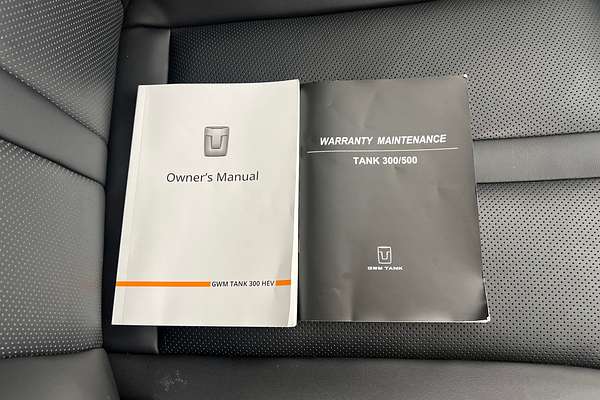 Owner's Manual
GWM TANK 300 HEV
WARRANTY MAINTENANCE
TANK 300/500
GWM TANK